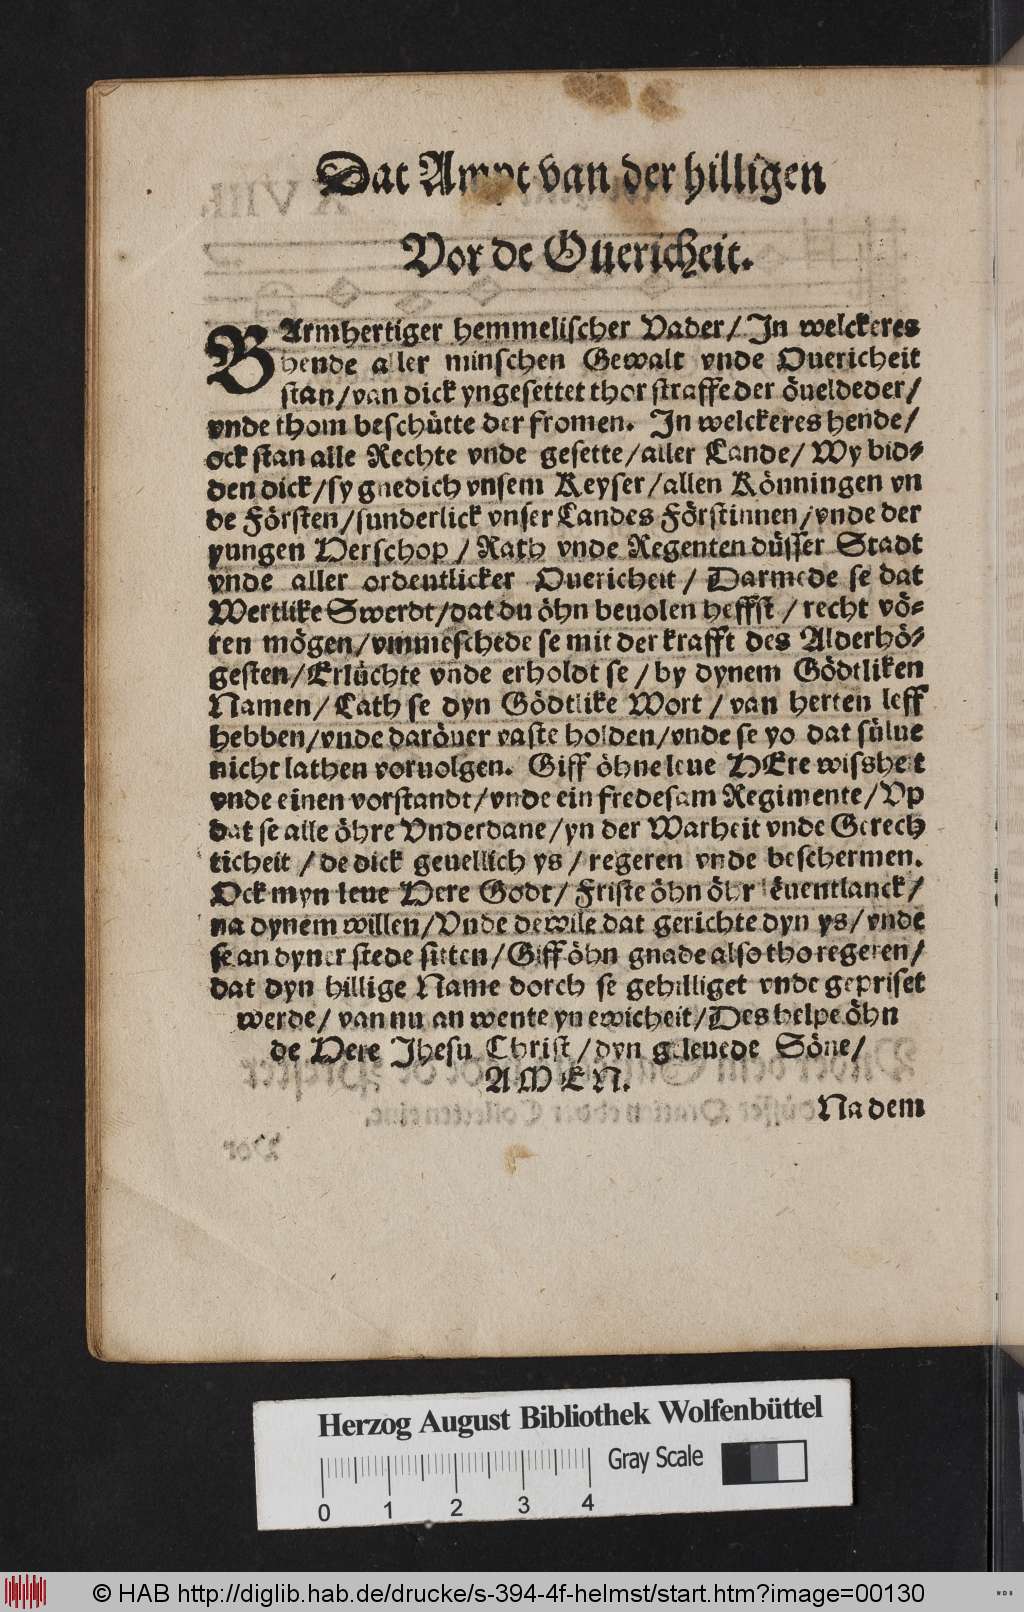 Dat Ampt van der hilligen
Vor de Ouericheit.
BArmhertiger hemmelischer Vader/ In welckeres
hende aller minschen Gewalt vnde Ouericheit
stan/van dick yngesettet thor straffe der öueldeder/
vnde thom beschütte der fromen. In welckeres hende/
ock stan alle Rechte vnde gesette/aller Lande/ Wy bid⸗
den dick/sy gnedich vnsem Keyser/allen Könningen vn
de Försten/sunderlick vnser Landes Förstinnen/vnde der
yungen Herschop/ Rath vnde Regenten düsser Stadt
vnde aller ordentlicker Ouericheit/ Darmede se dat
Wertlike Swerdt/dat du öhn beuolen heffst/ recht vö⸗
ren mögen/vmmeschede se mit der krafft des Alderhö⸗
gesten/Erlüchte vnde erholdt se/ by dynem Gödtliken
Namen/ Lath se dyn Gödtlike Wort/ van herten leff
hebben/vnde daröuer vaste holden/vnde se yo dat sülue
nicht lathen voruolgen. Giff öhne leue HEre wissheit
vnde einen vorstandt/vnde ein fredesam Regimente/Vp
dat se alle öhre Vnderdane/yn der Warheit vnde Gerech
ticheit/de dick geuellich ys/regeren vnde beschermen.
Ock myn leue Here Godt/ Friste öhn öhr leuentlanck/
na dynem willen/Vnde dewile dat gerichte dyn ys/vnde
se an dyner stede sitten/Giff öhn gnade also tho regeren/
dat dyn hillige Name dorch se gehilliget vnde gepriset
werde/ van nu an wente yn ewicheit/Des helpe öhn
de Here Jhesu Christ/dyn geleuede Söne/
AMEN.
Na dem
Herzog August Bibliothek Wolfenbüttel
Gray Scale
0 1 2 3 4
© HAB http://diglib.hab.de/drucke/s-394-4f-helmst/start.htm?image=00130